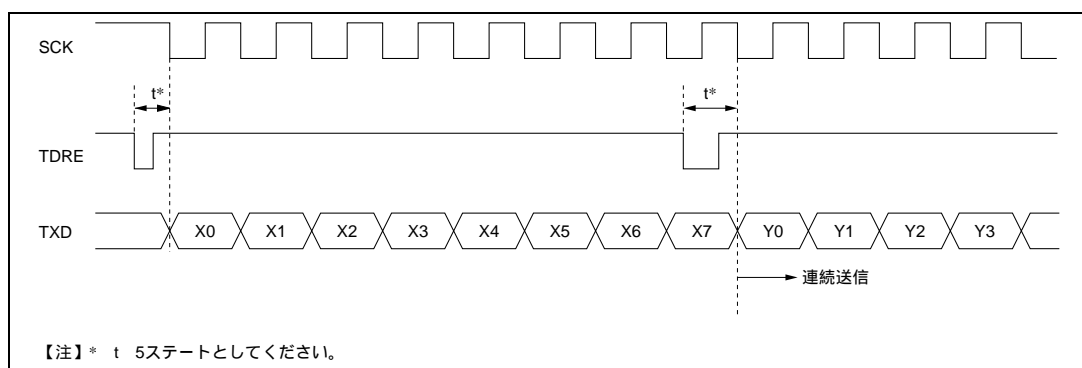 SCK
t* t*
TDRE
TXD X0 X1 X2 X3 X4 X5 X6 X7 Y0 Y1 Y2 Y3
連続送信
【注】* t 5ステートとしてください。